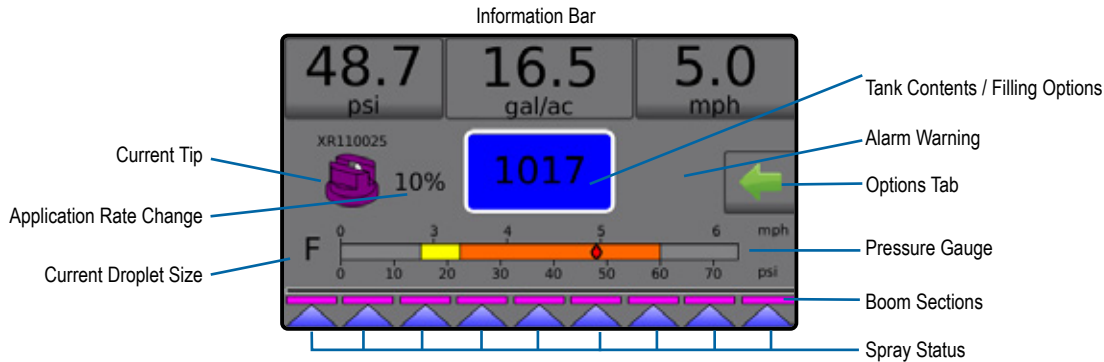 Information Bar
48.7
psi
16.5
gal/ac
5.0
mph
Tank Contents / Filling Options
XR110025
Alarm Warning
Current Tip
10%
1017
Options Tab
Application Rate Change
0 3 4 5 6 mph
F
Pressure Gauge
Current Droplet Size
0 10 20 30 40 50 60 70 psi
Boom Sections
Spray Status